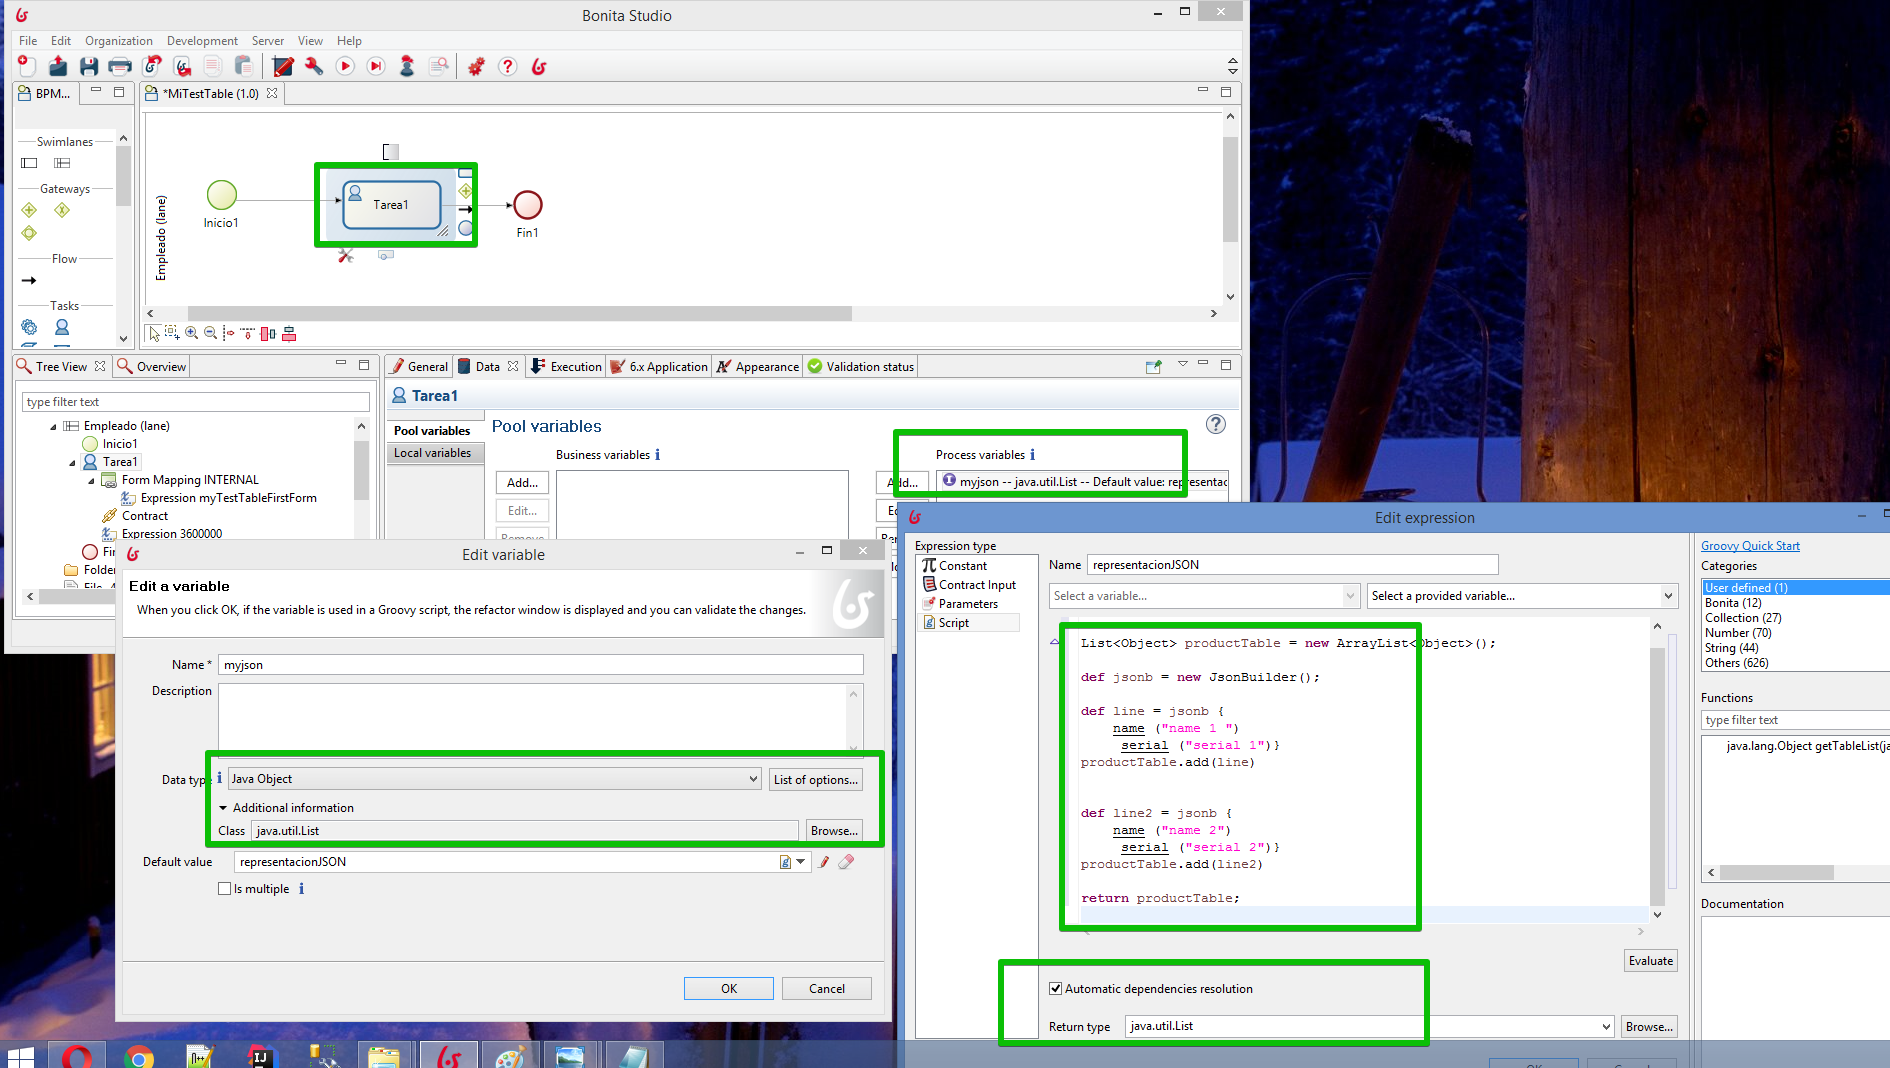 Bonita Studio
File Edit Organization Development Server View Help
BPM...
*MiTestTable (1.0)
Swimlanes
Gateways
Flow
Tasks
Empleado (lane)
Inicio1
Tarea1
Fin1
Tree View
Overview
type filter text
Empleado (lane)
Inicio1
Tarea1
Form Mapping INTERNAL
Expression myTestTableFirstForm
Contract
Expression 3600000
Folder
General
Data
Execution
6.x Application
Appearance
Validation status
Tarea1
Pool variables
Local variables
Pool variables
Business variables
Add...
Edit...
Remove
Process variables
Add...
myjson -- java.util.List -- Default value: representac
Edit variable
Edit a variable
When you click OK, if the variable is used in a Groovy script, the refactor window is displayed and you can validate the changes.
Name * myjson
Description
Data type Java Object List of options...
Additional information
Class java.util.List Browse...
Default value representacionJSON
Is multiple
OK Cancel
Edit expression
Expression type
Constant
Contract Input
Parameters
Script
Name representacionJSON
Select a variable... Select a provided variable...
List<Object> productTable = new ArrayList<Object>();
def jsonb = new JsonBuilder();
def line = jsonb {
name ("name 1 ")
serial ("serial 1")}
productTable.add(line)
def line2 = jsonb {
name ("name 2")
serial ("serial 2")}
productTable.add(line2)
return productTable;
Evaluate
Automatic dependencies resolution
Return type java.util.List Browse...
Groovy Quick Start
Categories
User defined (1)
Bonita (12)
Collection (27)
Number (70)
String (44)
Others (626)
Functions
type filter text
java.lang.Object getTableList(ja
Documentation